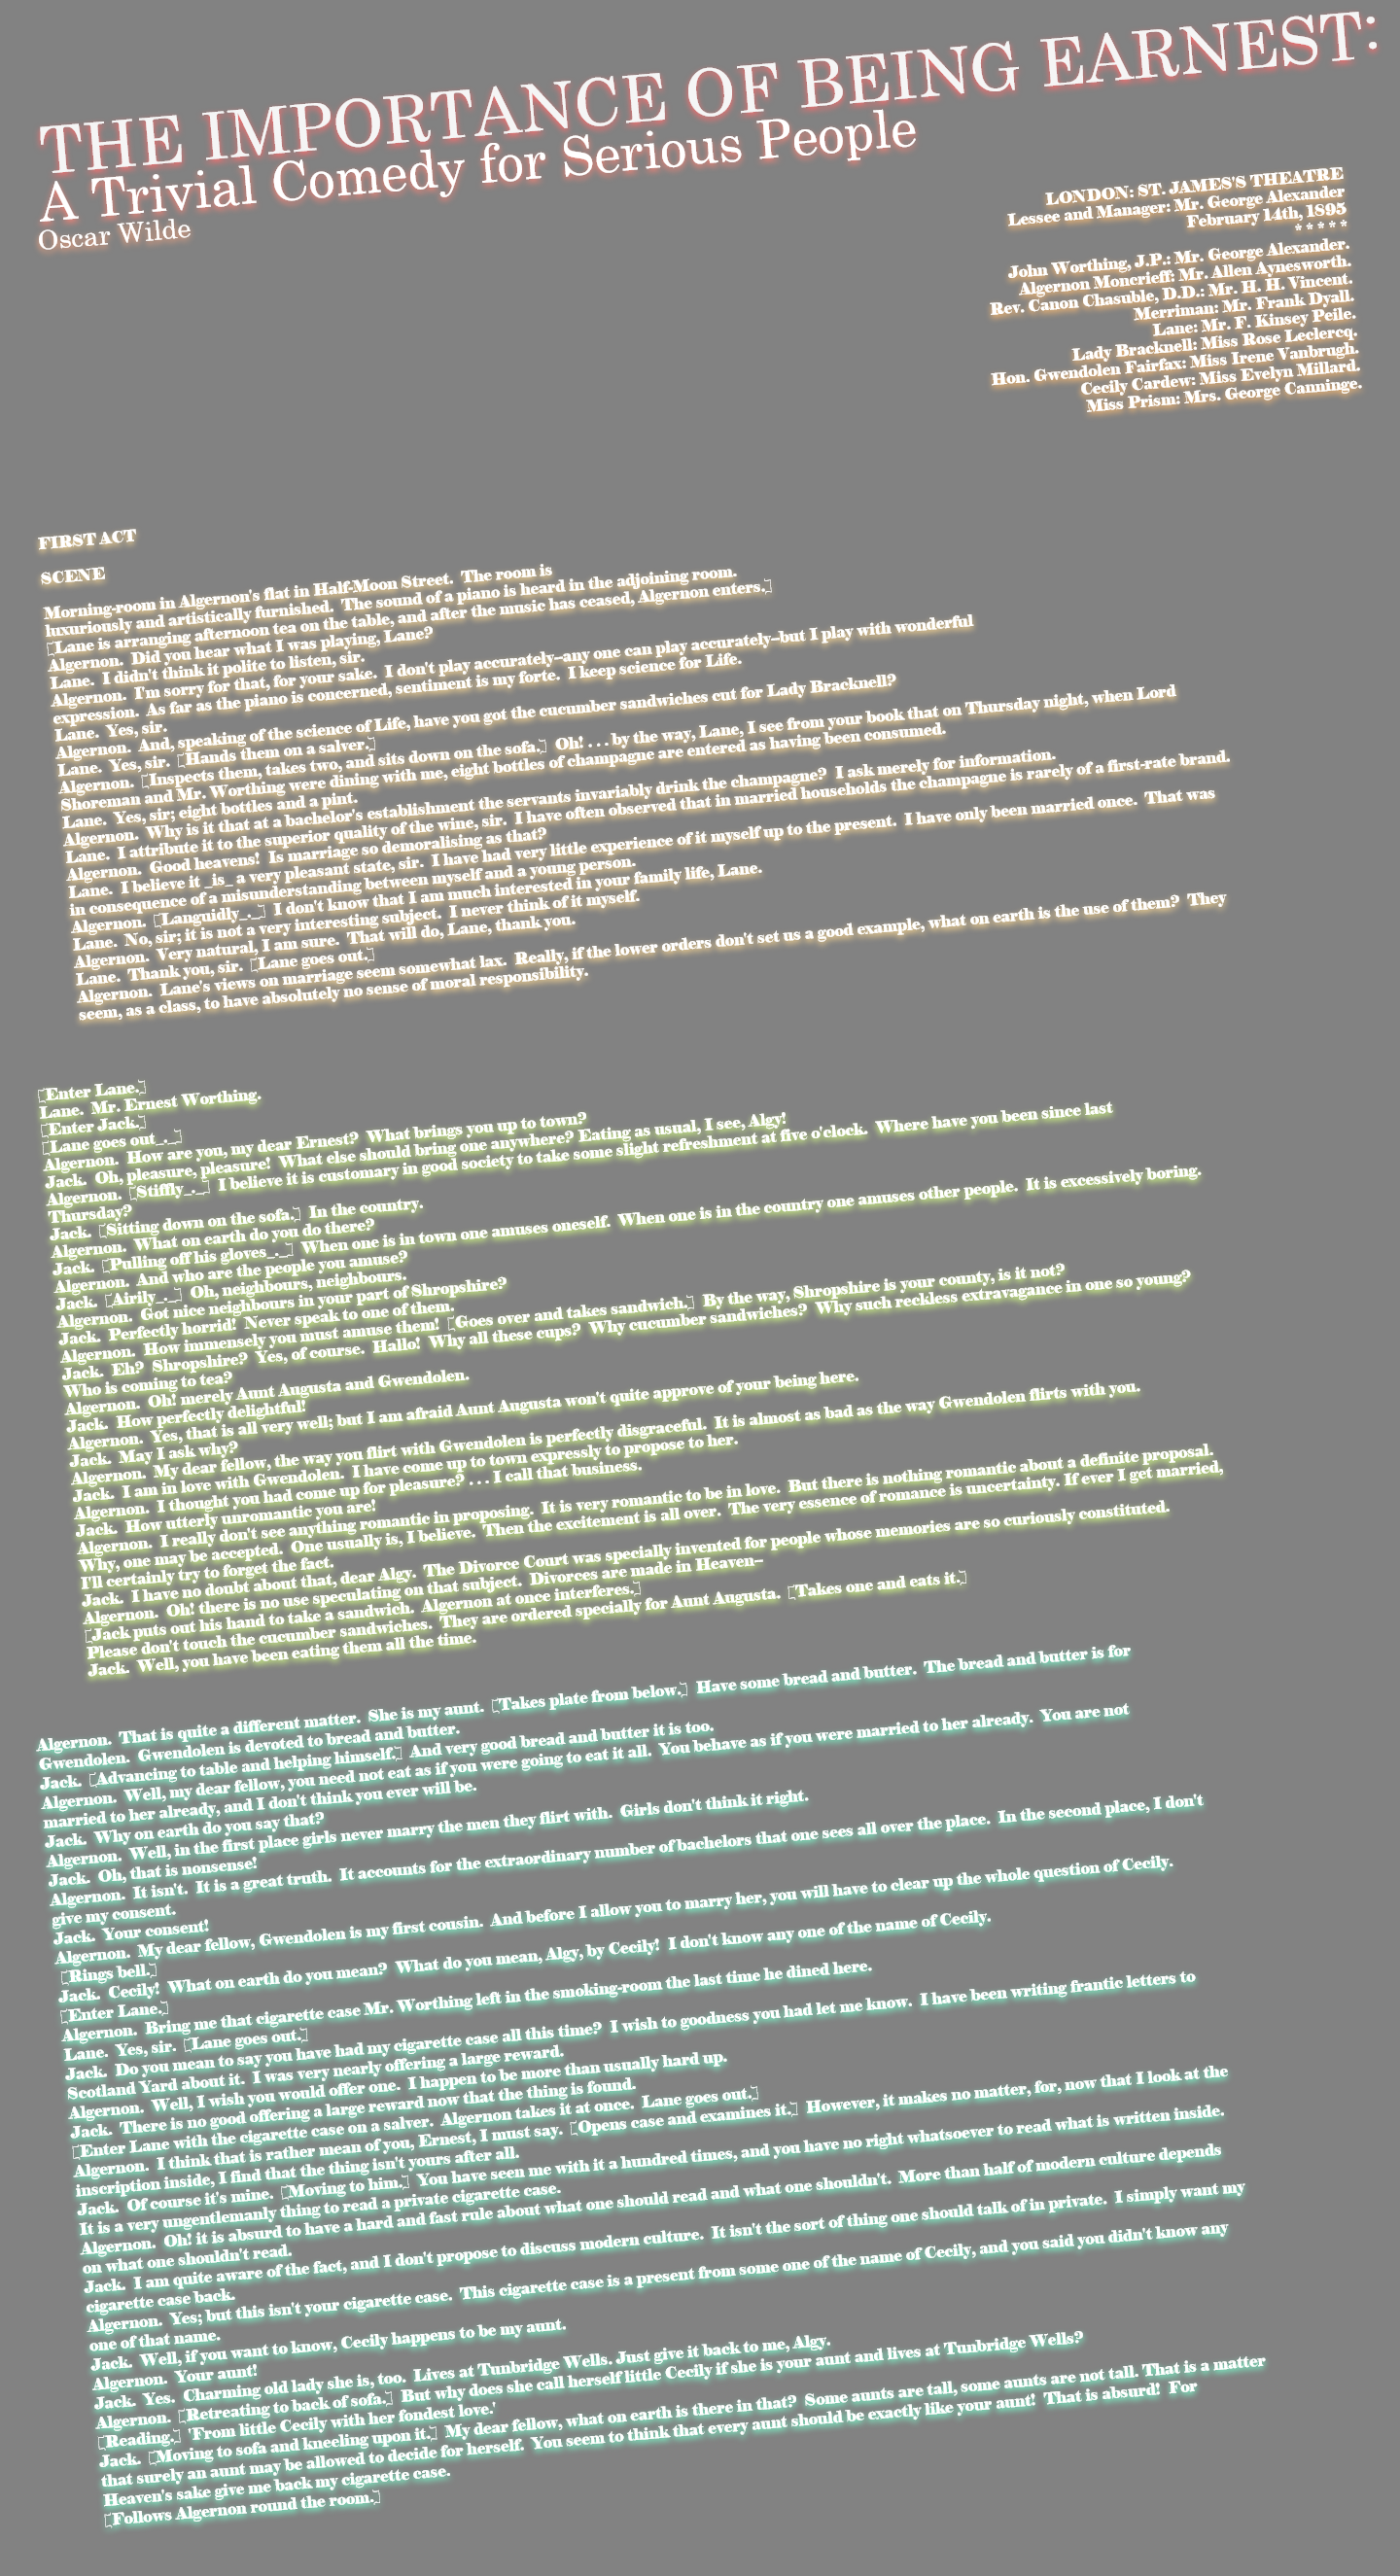 THE IMPORTANCE OF BEING EARNEST:
A Trivial Comedy for Serious People
Oscar Wilde
LONDON: ST. JAMES'S THEATRE
Lessee and Manager: Mr. George Alexander
February 14th, 1895
* * * * *
John Worthing, J.P.: Mr. George Alexander.
Algernon Moncrieff: Mr. Allen Aynesworth.
Rev. Canon Chasuble, D.D.: Mr. H. H. Vincent.
Merriman: Mr. Frank Dyall.
Lane: Mr. F. Kinsey Peile.
Lady Bracknell: Miss Rose Leclercq.
Hon. Gwendolen Fairfax: Miss Irene Vanbrugh.
Cecily Cardew: Miss Evelyn Millard.
Miss Prism: Mrs. George Canninge.
FIRST ACT
SCENE
Morning-room in Algernon's flat in Half-Moon Street.  The room is
luxuriously and artistically furnished.  The sound of a piano is heard in the adjoining room.
[Lane is arranging afternoon tea on the table, and after the music has ceased, Algernon enters.]
Algernon.  Did you hear what I was playing, Lane?
Lane.  I didn't think it polite to listen, sir.
Algernon.  I'm sorry for that, for your sake.  I don't play accurately--any one can play accurately--but I play with wonderful
expression.  As far as the piano is concerned, sentiment is my forte.  I keep science for Life.
Lane.  Yes, sir.
Algernon.  And, speaking of the science of Life, have you got the cucumber sandwiches cut for Lady Bracknell?
Lane.  Yes, sir.  [Hands them on a salver.]
Algernon.  [Inspects them, takes two, and sits down on the sofa.]  Oh! . . . by the way, Lane, I see from your book that on Thursday night, when Lord
Shoreman and Mr. Worthing were dining with me, eight bottles of champagne are entered as having been consumed.
Lane.  Yes, sir; eight bottles and a pint.
Algernon.  Why is it that at a bachelor's establishment the servants invariably drink the champagne?  I ask merely for information.
Lane.  I attribute it to the superior quality of the wine, sir.  I have often observed that in married households the champagne is rarely of a first-rate brand.
Algernon.  Good heavens!  Is marriage so demoralising as that?
Lane.  I believe it _is_ a very pleasant state, sir.  I have had very little experience of it myself up to the present.  I have only been married once.  That was
in consequence of a misunderstanding between myself and a young person.
Algernon.  [Languidly_._]  I don't know that I am much interested in your family life, Lane.
Lane.  No, sir; it is not a very interesting subject.  I never think of it myself.
Algernon.  Very natural, I am sure.  That will do, Lane, thank you.
Lane.  Thank you, sir.  [Lane goes out.]
Algernon.  Lane's views on marriage seem somewhat lax.  Really, if the lower orders don't set us a good example, what on earth is the use of them?  They
seem, as a class, to have absolutely no sense of moral responsibility.
[Enter Lane.]
Lane.  Mr. Ernest Worthing.
[Enter Jack.]
[Lane goes out_._]
Algernon.  How are you, my dear Ernest?  What brings you up to town?
Jack.  Oh, pleasure, pleasure!  What else should bring one anywhere? Eating as usual, I see, Algy!
Algernon.  [Stiffly_._]  I believe it is customary in good society to take some slight refreshment at five o'clock.  Where have you been since last
Thursday?
Jack.  [Sitting down on the sofa.]  In the country.
Algernon.  What on earth do you do there?
Jack.  [Pulling off his gloves_._]  When one is in town one amuses oneself.  When one is in the country one amuses other people.  It is excessively boring.
Algernon.  And who are the people you amuse?
Jack.  [Airily_._]  Oh, neighbours, neighbours.
Algernon.  Got nice neighbours in your part of Shropshire?
Jack.  Perfectly horrid!  Never speak to one of them.
Algernon.  How immensely you must amuse them!  [Goes over and takes sandwich.]  By the way, Shropshire is your county, is it not?
Jack.  Eh?  Shropshire?  Yes, of course.  Hallo!  Why all these cups?  Why cucumber sandwiches?  Why such reckless extravagance in one so young?
Who is coming to tea?
Algernon.  Oh! merely Aunt Augusta and Gwendolen.
Jack.  How perfectly delightful!
Algernon.  Yes, that is all very well; but I am afraid Aunt Augusta won't quite approve of your being here.
Jack.  May I ask why?
Algernon.  My dear fellow, the way you flirt with Gwendolen is perfectly disgraceful.  It is almost as bad as the way Gwendolen flirts with you.
Jack.  I am in love with Gwendolen.  I have come up to town expressly to propose to her.
Algernon.  I thought you had come up for pleasure? . . . I call that business.
Jack.  How utterly unromantic you are!
Algernon.  I really don't see anything romantic in proposing.  It is very romantic to be in love.  But there is nothing romantic about a definite proposal.
Why, one may be accepted.  One usually is, I believe.  Then the excitement is all over.  The very essence of romance is uncertainty. If ever I get married,
I'll certainly try to forget the fact.
Jack.  I have no doubt about that, dear Algy.  The Divorce Court was specially invented for people whose memories are so curiously constituted.
Algernon.  Oh! there is no use speculating on that subject.  Divorces are made in Heaven--
[Jack puts out his hand to take a sandwich.  Algernon at once interferes.]
Please don't touch the cucumber sandwiches.  They are ordered specially for Aunt Augusta.  [Takes one and eats it.]
Jack.  Well, you have been eating them all the time.
Algernon.  That is quite a different matter.  She is my aunt.  [Takes plate from below.]  Have some bread and butter.  The bread and butter is for
Gwendolen.  Gwendolen is devoted to bread and butter.
Jack.  [Advancing to table and helping himself.]  And very good bread and butter it is too.
Algernon.  Well, my dear fellow, you need not eat as if you were going to eat it all.  You behave as if you were married to her already.  You are not
married to her already, and I don't think you ever will be.
Jack.  Why on earth do you say that?
Algernon.  Well, in the first place girls never marry the men they flirt with.  Girls don't think it right.
Jack.  Oh, that is nonsense!
Algernon.  It isn't.  It is a great truth.  It accounts for the extraordinary number of bachelors that one sees all over the place.  In the second place, I don't
give my consent.
Jack.  Your consent!
Algernon.  My dear fellow, Gwendolen is my first cousin.  And before I allow you to marry her, you will have to clear up the whole question of Cecily.
[Rings bell.]
Jack.  Cecily!  What on earth do you mean?  What do you mean, Algy, by Cecily!  I don't know any one of the name of Cecily.
[Enter Lane.]
Algernon.  Bring me that cigarette case Mr. Worthing left in the smoking-room the last time he dined here.
Lane.  Yes, sir.  [Lane goes out.]
Jack.  Do you mean to say you have had my cigarette case all this time?  I wish to goodness you had let me know.  I have been writing frantic letters to
Scotland Yard about it.  I was very nearly offering a large reward.
Algernon.  Well, I wish you would offer one.  I happen to be more than usually hard up.
Jack.  There is no good offering a large reward now that the thing is found.
[Enter Lane with the cigarette case on a salver.  Algernon takes it at once.  Lane goes out.]
Algernon.  I think that is rather mean of you, Ernest, I must say.  [Opens case and examines it.]  However, it makes no matter, for, now that I look at the
inscription inside, I find that the thing isn't yours after all.
Jack.  Of course it's mine.  [Moving to him.]  You have seen me with it a hundred times, and you have no right whatsoever to read what is written inside.
It is a very ungentlemanly thing to read a private cigarette case.
Algernon.  Oh! it is absurd to have a hard and fast rule about what one should read and what one shouldn't.  More than half of modern culture depends
on what one shouldn't read.
Jack.  I am quite aware of the fact, and I don't propose to discuss modern culture.  It isn't the sort of thing one should talk of in private.  I simply want my
cigarette case back.
Algernon.  Yes; but this isn't your cigarette case.  This cigarette case is a present from some one of the name of Cecily, and you said you didn't know any
one of that name.
Jack.  Well, if you want to know, Cecily happens to be my aunt.
Algernon.  Your aunt!
Jack.  Yes.  Charming old lady she is, too.  Lives at Tunbridge Wells. Just give it back to me, Algy.
Algernon.  [Retreating to back of sofa.]  But why does she call herself little Cecily if she is your aunt and lives at Tunbridge Wells?
[Reading.]  'From little Cecily with her fondest love.'
Jack.  [Moving to sofa and kneeling upon it.]  My dear fellow, what on earth is there in that?  Some aunts are tall, some aunts are not tall. That is a matter
that surely an aunt may be allowed to decide for herself.  You seem to think that every aunt should be exactly like your aunt!  That is absurd!  For
Heaven's sake give me back my cigarette case.
[Follows Algernon round the room.]